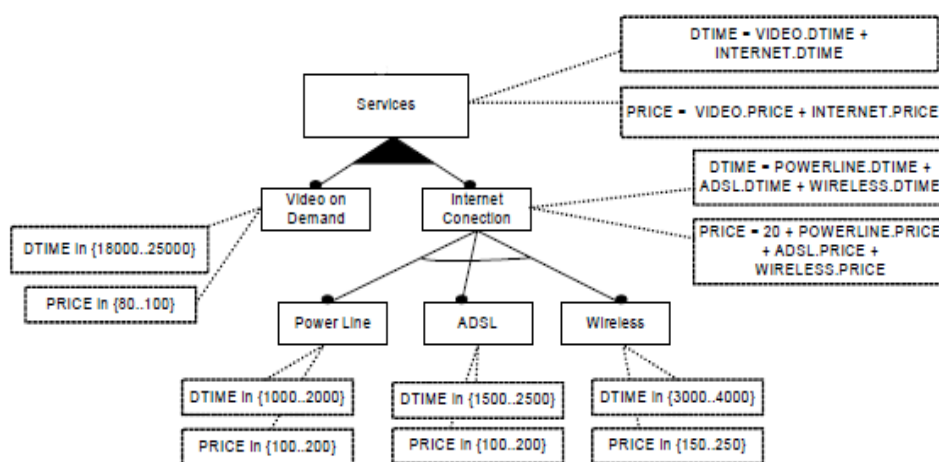 DTIME = VIDEO.DTIME +
INTERNET.DTIME
Services
PRICE = VIDEO.PRICE + INTERNET.PRICE
DTIME = POWERLINE.DTIME +
ADSL.DTIME + WIRELESS.DTIME
Video on
Demand
Internet
Conection
DTIME in {18000..25000}
PRICE = 20 + POWERLINE.PRICE
+ ADSL.PRICE +
WIRELESS.PRICE
PRICE in {80..100}
Power Line
ADSL
Wireless
DTIME in {1000..2000}
DTIME in {1500..2500}
DTIME in {3000..4000}
PRICE in {100..200}
PRICE in {100..200}
PRICE in {150..250}